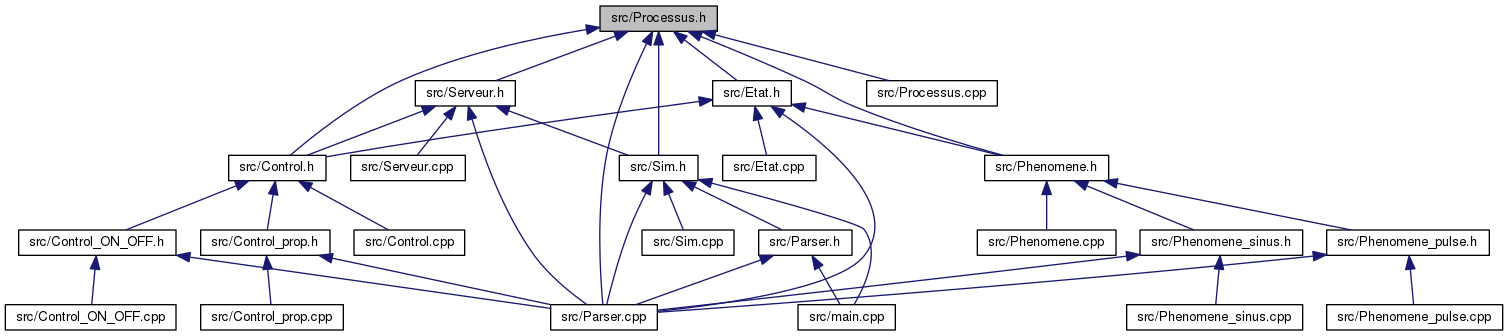 src/Processus.h
src/Serveur.h
src/Etat.h
src/Processus.cpp
src/Control.h
src/Serveur.cpp
src/Sim.h
src/Etat.cpp
src/Phenomene.h
src/Control_ON_OFF.h
src/Control_prop.h
src/Control.cpp
src/Sim.cpp
src/Parser.h
src/Phenomene.cpp
src/Phenomene_sinus.h
src/Phenomene_pulse.h
src/Control_ON_OFF.cpp
src/Control_prop.cpp
src/Parser.cpp
src/main.cpp
src/Phenomene_sinus.cpp
src/Phenomene_pulse.cpp